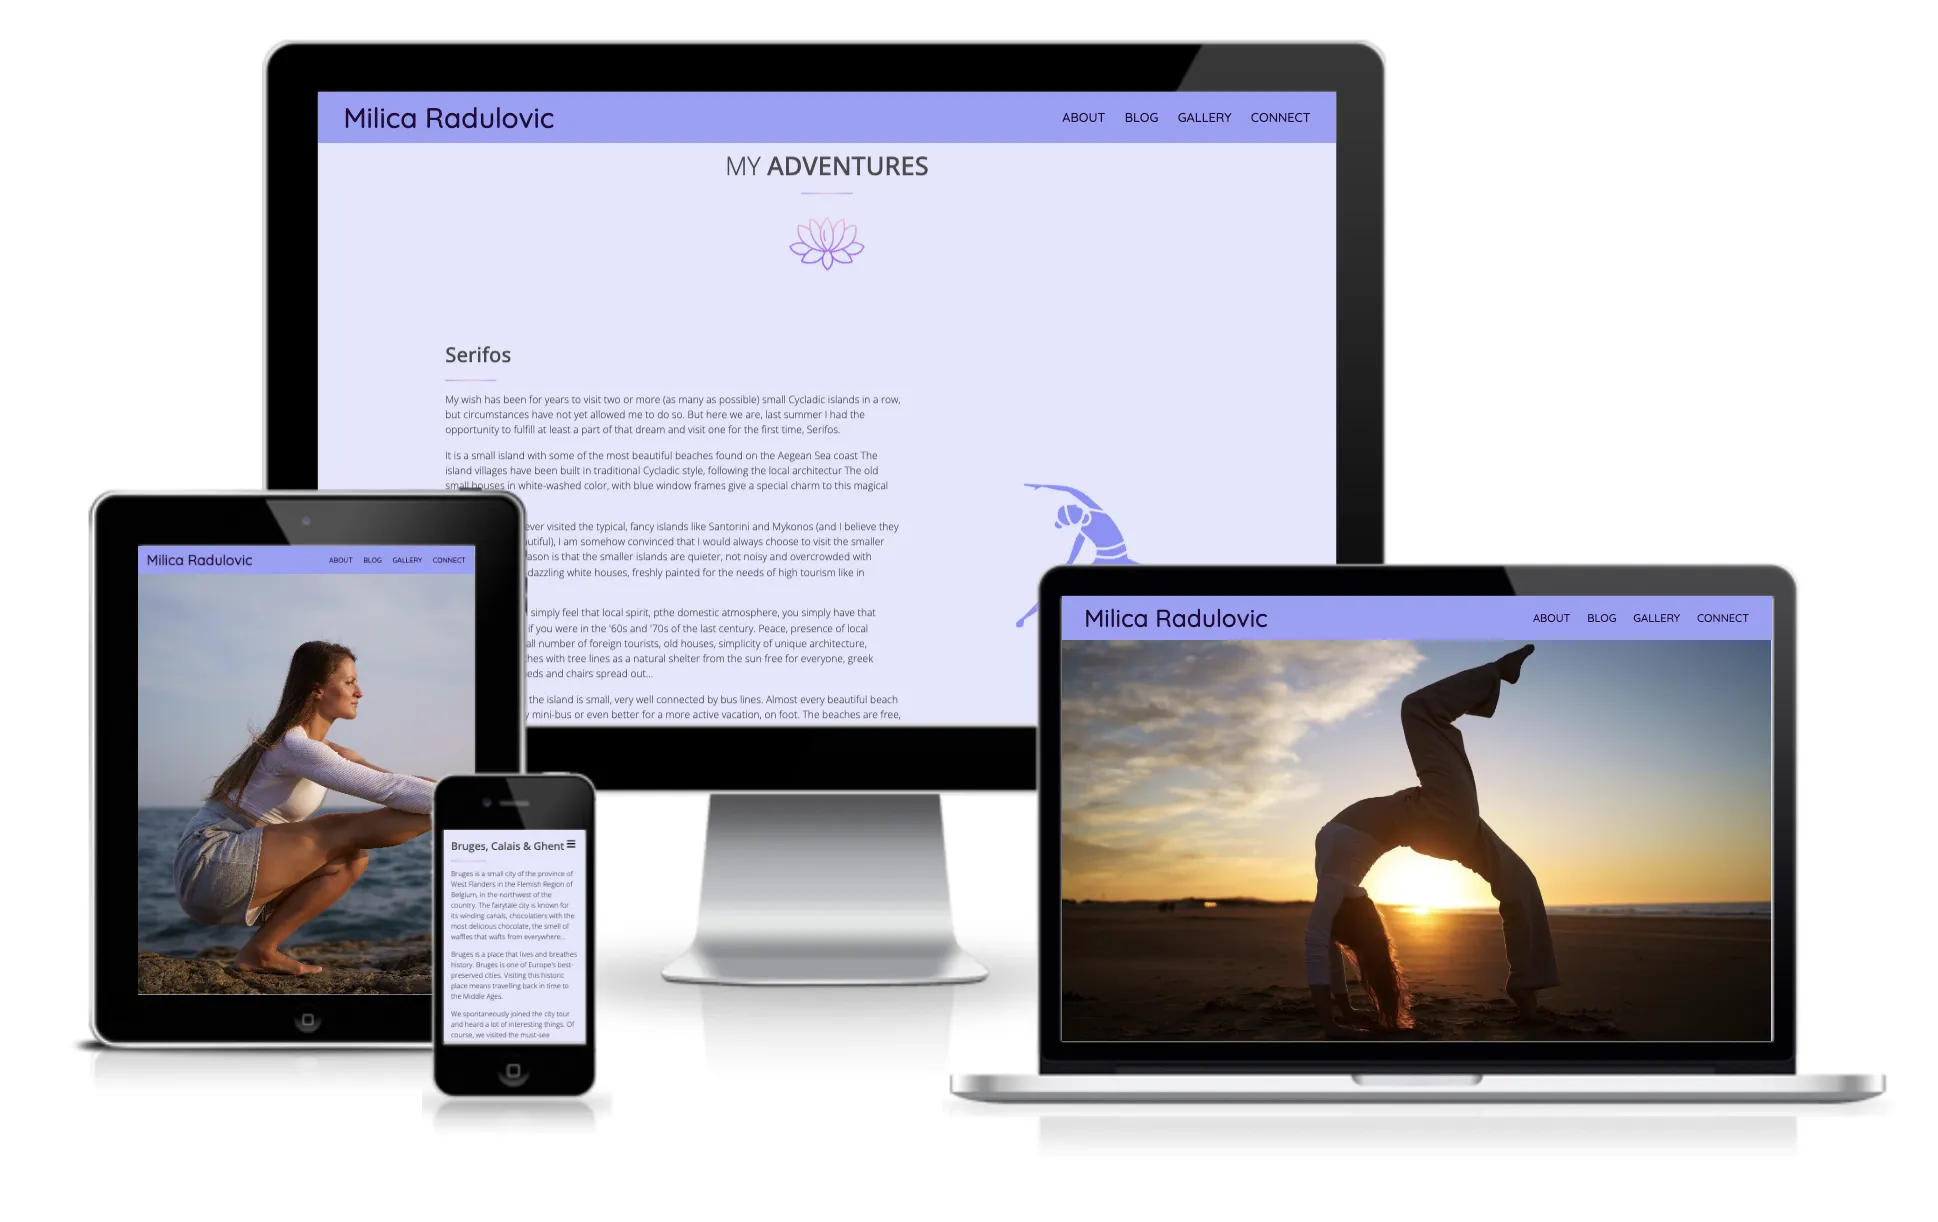 Milica Radulovic
ABOUT BLOG GALLERY CONNECT
MY ADVENTURES
Serifos
My wish has been for years to visit two or more (as many as possible) small Cycladic islands in a row,
but circumstances have not yet allowed me to do so. But here we are, last summer I had the
opportunity to fulfill at least a part of that dream and visit one for the first time, Serifos.
It is a small island with some of the most beautiful beaches found on the Aegean Sea coast The
island villages have been built in traditional Cycladic style, following the local architectur The old
small houses in white-washed color, with blue window frames give a special charm to this magical
ever visited the typical, fancy islands like Santorini and Mykonos (and I believe they
utiful), I am somehow convinced that I would always choose to visit the smaller
ason is that the smaller islands are quieter, not noisy and overcrowded with
dazzling white houses, freshly painted for the needs of high tourism like in
simply feel that local spirit, pthe domestic atmosphere, you simply have that
if you were in the '60s and '70s of the last century. Peace, presence of local
all number of foreign tourists, old houses, simplicity of unique architecture,
hes with tree lines as a natural shelter from the sun free for everyone, greek
eds and chairs spread out...
the island is small, very well connected by bus lines. Almost every beautiful beach
y mini-bus or even better for a more active vacation, on foot. The beaches are free,
Milica Radulovic
ABOUT BLOG GALLERY CONNECT
Bruges, Calais & Ghent
Bruges is a small city of the province of
West Flanders in the Flemish Region of
Belgium, in the northwest of the
country. The fairytale city is known for
its winding canals, chocolatiers with the
most delicious chocolate, the smell of
waffles that wafts from everywhere...
Bruges is a place that lives and breathes
history. Bruges is one of Europe's best-
preserved cities. Visiting this historic
place means travelling back in time to
the Middle Ages.
We spontaneously joined the city tour
and heard a lot of interesting things. Of
course, we visited the must-see
Milica Radulovic
ABOUT BLOG GALLERY CONNECT